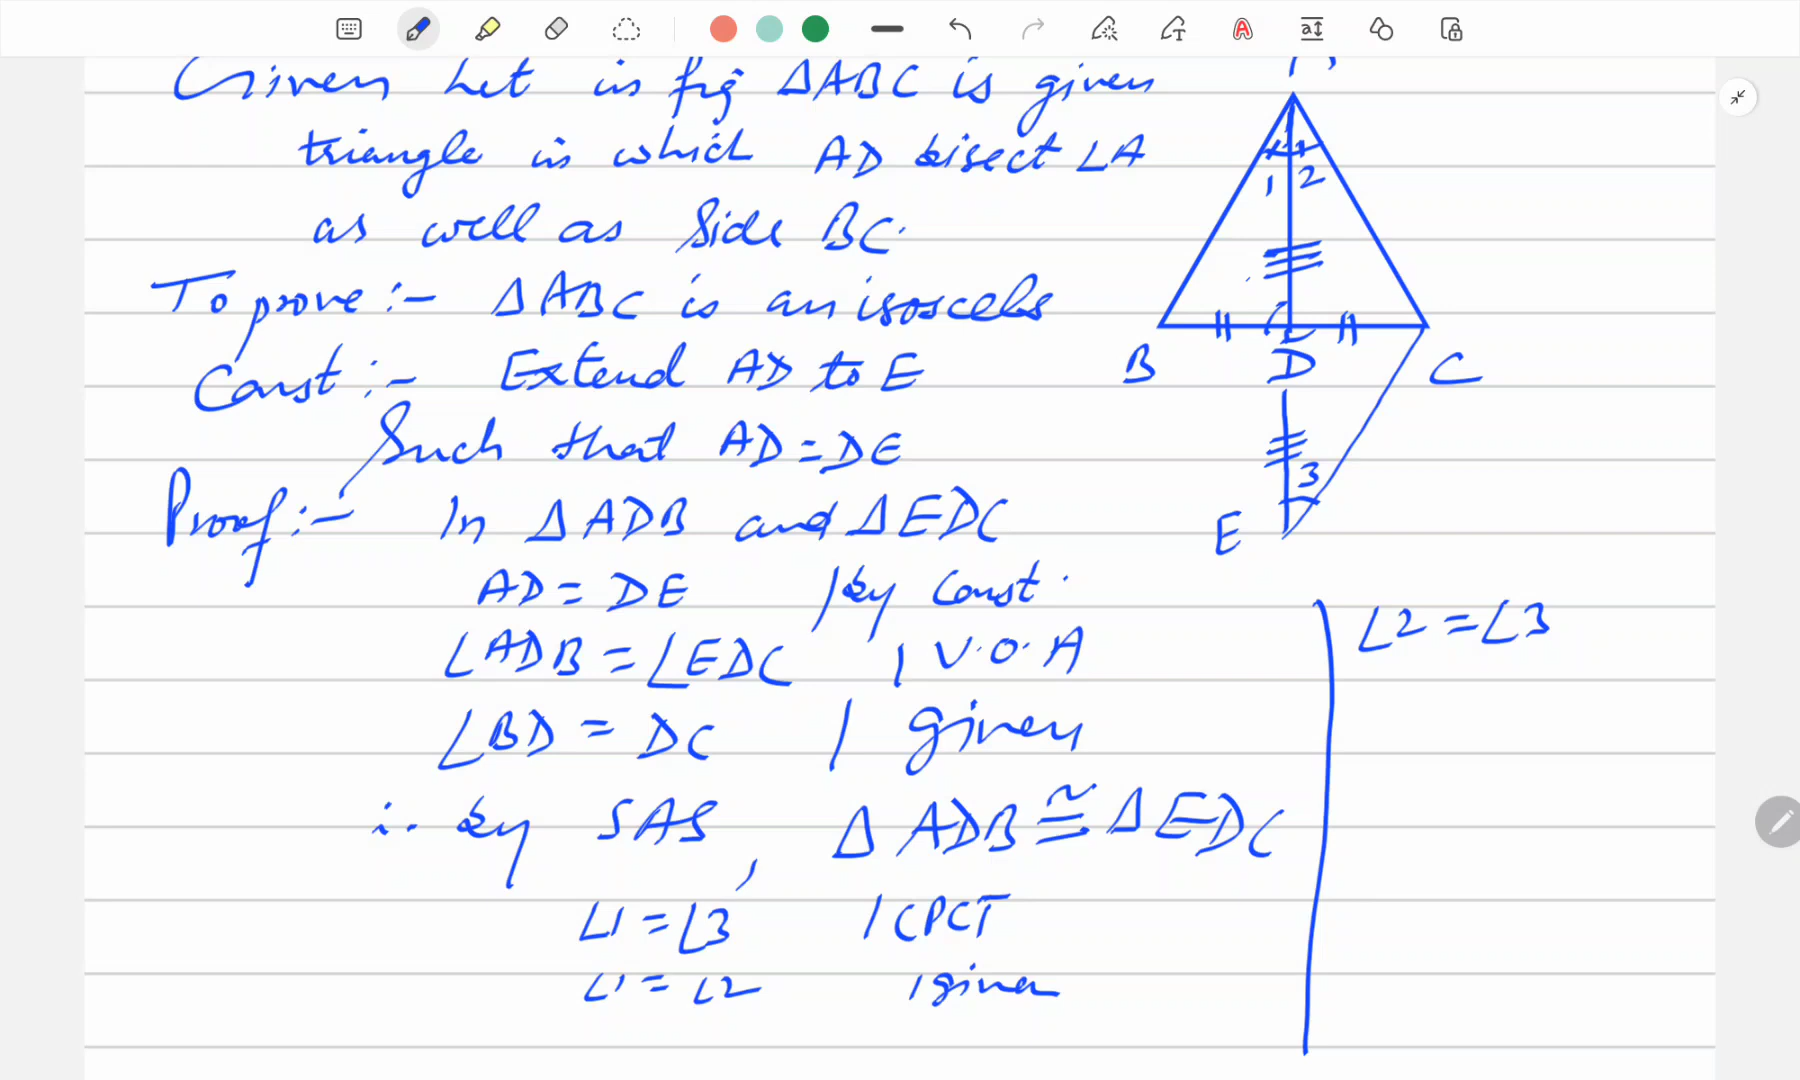 Given Let in fig ΔABC is given
triangle in which AD bisect ∠A
as well as Side BC.
To prove :- ΔABC is an isoscels
Const :- Extend AD to E
Such that AD = DE
Proof :- In ΔADB and ΔEDC
AD = DE | by Const.
∠ADB = ∠EDC | V.O.A
∠BD = DC | given
∴ by SAS, ΔADB ≅ ΔEDC
∠1 = ∠3 | CPCT
∠1 = ∠2 | given
1 2
B D C
3
E
∠2 = ∠3